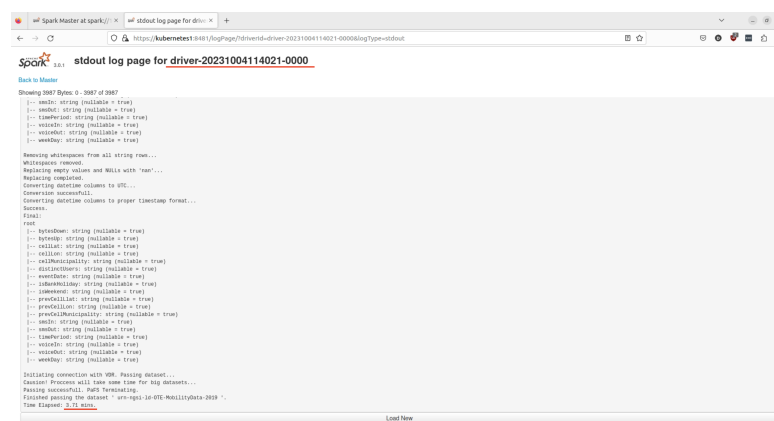 Spark Master at spark://
stdout log page for drive
https://kubernetes1:8481/logPage/?driverId=driver-20231004114021-0000&logType=stdout
APACHE Spark 3.0.1 stdout log page for driver-20231004114021-0000
Back to Master
Showing 3987 Bytes: 0 - 3987 of 3987
|-- smsIn: string (nullable = true)
|-- smsOut: string (nullable = true)
|-- timePeriod: string (nullable = true)
|-- voiceIn: string (nullable = true)
|-- voiceOut: string (nullable = true)
|-- weekDay: string (nullable = true)
Removing whitespaces from all string rows...
Whitespaces removed.
Replacing empty values and NULLs with 'nan'...
Replacing completed.
Converting datetime columns to UTC...
Conversion successfull.
Converting datetime columns to proper timestamp format...
Success.
Final:
root
|-- bytesDown: string (nullable = true)
|-- bytesUp: string (nullable = true)
|-- cellLat: string (nullable = true)
|-- cellLon: string (nullable = true)
|-- cellMunicipality: string (nullable = true)
|-- distinctUsers: string (nullable = true)
|-- eventDate: string (nullable = true)
|-- isBankHoliday: string (nullable = true)
|-- isWeekend: string (nullable = true)
|-- prevCellLlat: string (nullable = true)
|-- prevCellLon: string (nullable = true)
|-- prevCellMunicipality: string (nullable = true)
|-- smsIn: string (nullable = true)
|-- smsOut: string (nullable = true)
|-- timePeriod: string (nullable = true)
|-- voiceIn: string (nullable = true)
|-- voiceOut: string (nullable = true)
|-- weekDay: string (nullable = true)
Initiating connection with VDR. Passing dataset...
Causion! Proccess will take some time for big datasets...
Passing successfull. PaFS Terminating.
Finished passing the dataset ' urn-ngsi-ld-OTE-MobilityData-2019 '.
Time Elapsed: 3.71 mins.
Load New